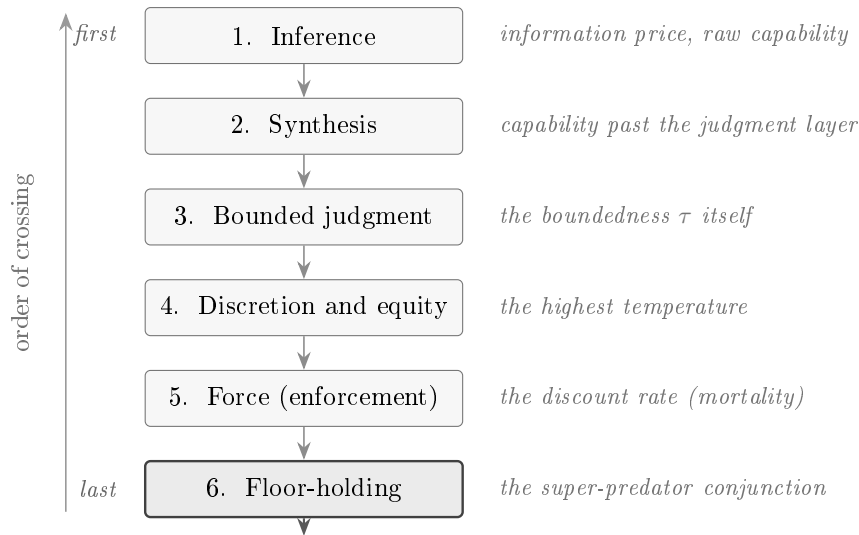 order of crossing
first
1. Inference
information price, raw capability
2. Synthesis
capability past the judgment layer
3. Bounded judgment
the boundedness τ itself
4. Discretion and equity
the highest temperature
5. Force (enforcement)
the discount rate (mortality)
last
6. Floor-holding
the super-predator conjunction